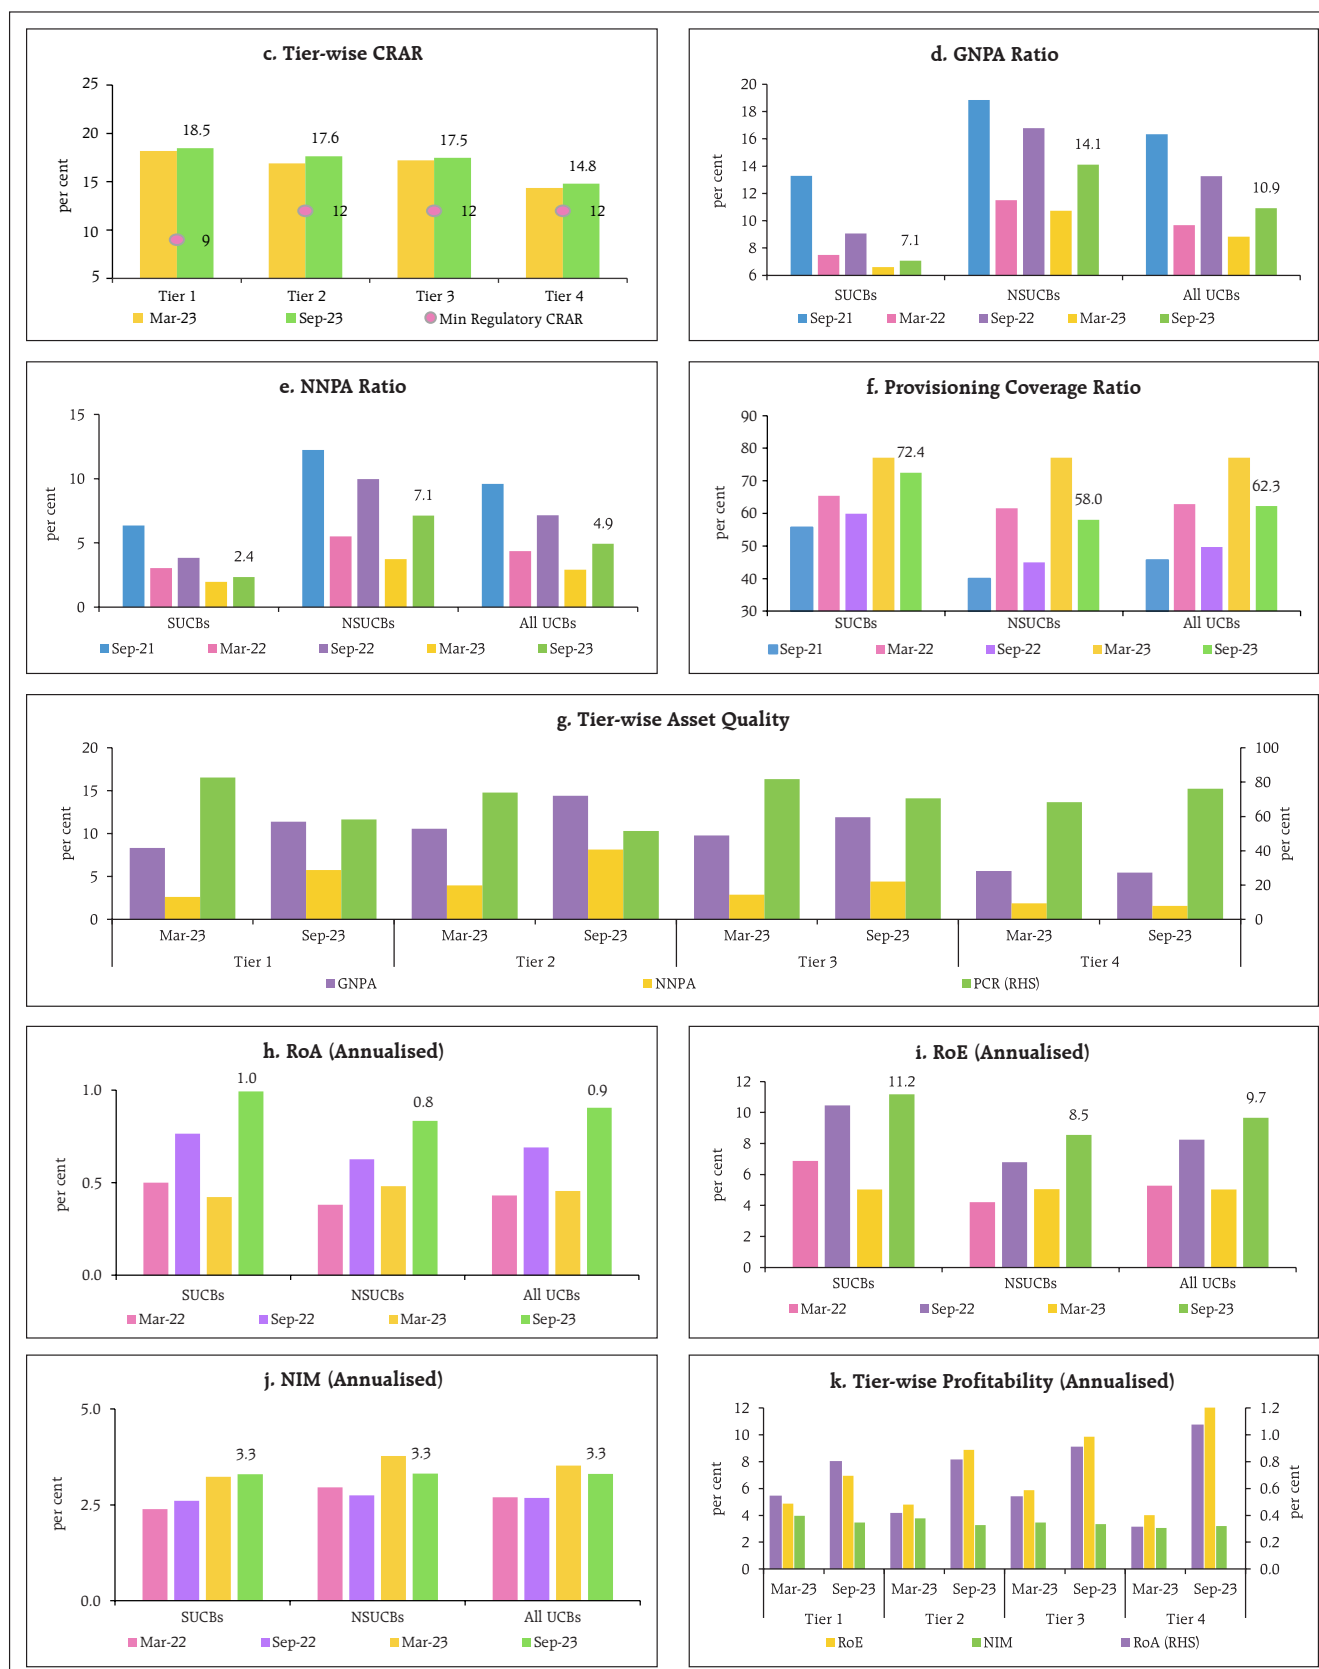 c. Tier-wise CRAR
per cent
25
20
15
10
5
18.5
17.6
17.5
14.8
9
12
12
12
Tier 1 Tier 2 Tier 3 Tier 4
Mar-23 Sep-23 Min Regulatory CRAR
d. GNPA Ratio
per cent
20
18
16
14
12
10
8
6
7.1
14.1
10.9
SUCBs NSUCBs All UCBs
Sep-21 Mar-22 Sep-22 Mar-23 Sep-23
e. NNPA Ratio
per cent
15
10
5
0
2.4
7.1
4.9
SUCBs NSUCBs All UCBs
Sep-21 Mar-22 Sep-22 Mar-23 Sep-23
f. Provisioning Coverage Ratio
per cent
90
80
70
60
50
40
30
72.4
58.0
62.3
SUCBs NSUCBs All UCBs
Sep-21 Mar-22 Sep-22 Mar-23 Sep-23
g. Tier-wise Asset Quality
per cent
20
15
10
5
0
100
80
60
40
20
0
per cent
Mar-23 Sep-23 Mar-23 Sep-23 Mar-23 Sep-23 Mar-23 Sep-23
Tier 1 Tier 2 Tier 3 Tier 4
GNPA NNPA PCR (RHS)
h. RoA (Annualised)
per cent
1.0
0.5
0.0
1.0
0.8
0.9
SUCBs NSUCBs All UCBs
Mar-22 Sep-22 Mar-23 Sep-23
i. RoE (Annualised)
per cent
12
10
8
6
4
2
0
11.2
8.5
9.7
SUCBs NSUCBs All UCBs
Mar-22 Sep-22 Mar-23 Sep-23
j. NIM (Annualised)
per cent
5.0
2.5
0.0
3.3
3.3
3.3
SUCBs NSUCBs All UCBs
Mar-22 Sep-22 Mar-23 Sep-23
k. Tier-wise Profitability (Annualised)
per cent
12
10
8
6
4
2
0
1.2
1.0
0.8
0.6
0.4
0.2
0.0
per cent
Mar-23 Sep-23 Mar-23 Sep-23 Mar-23 Sep-23 Mar-23 Sep-23
Tier 1 Tier 2 Tier 3 Tier 4
RoE NIM RoA (RHS)